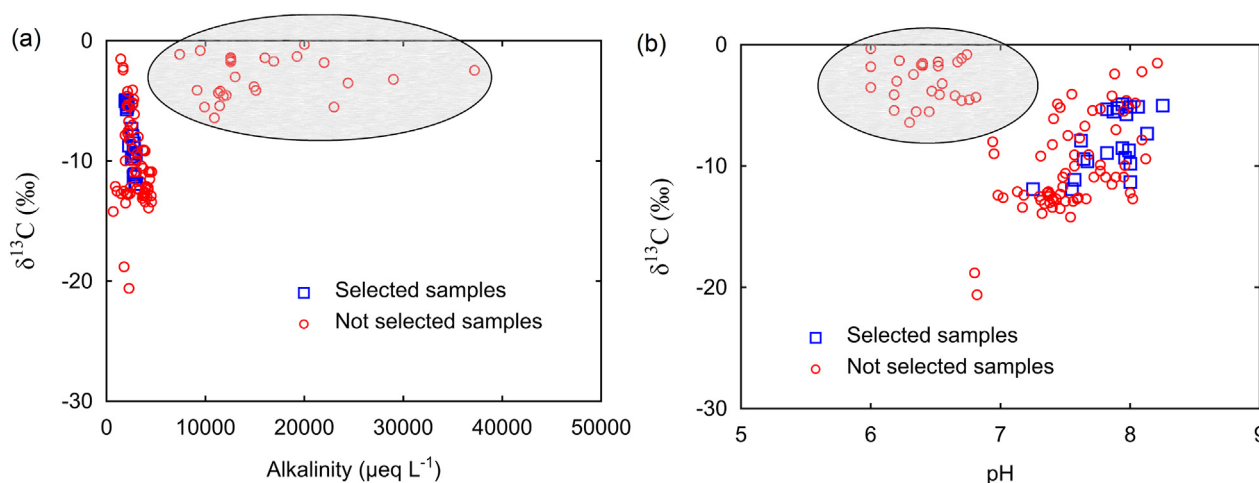 (a)
0
-10
-20
-30
δ¹³C (‰)
Selected samples
Not selected samples
0 10000 20000 30000 40000 50000
Alkalinity (µeq L⁻¹)
(b)
0
-10
-20
-30
δ¹³C (‰)
Selected samples
Not selected samples
5 6 7 8 9
pH